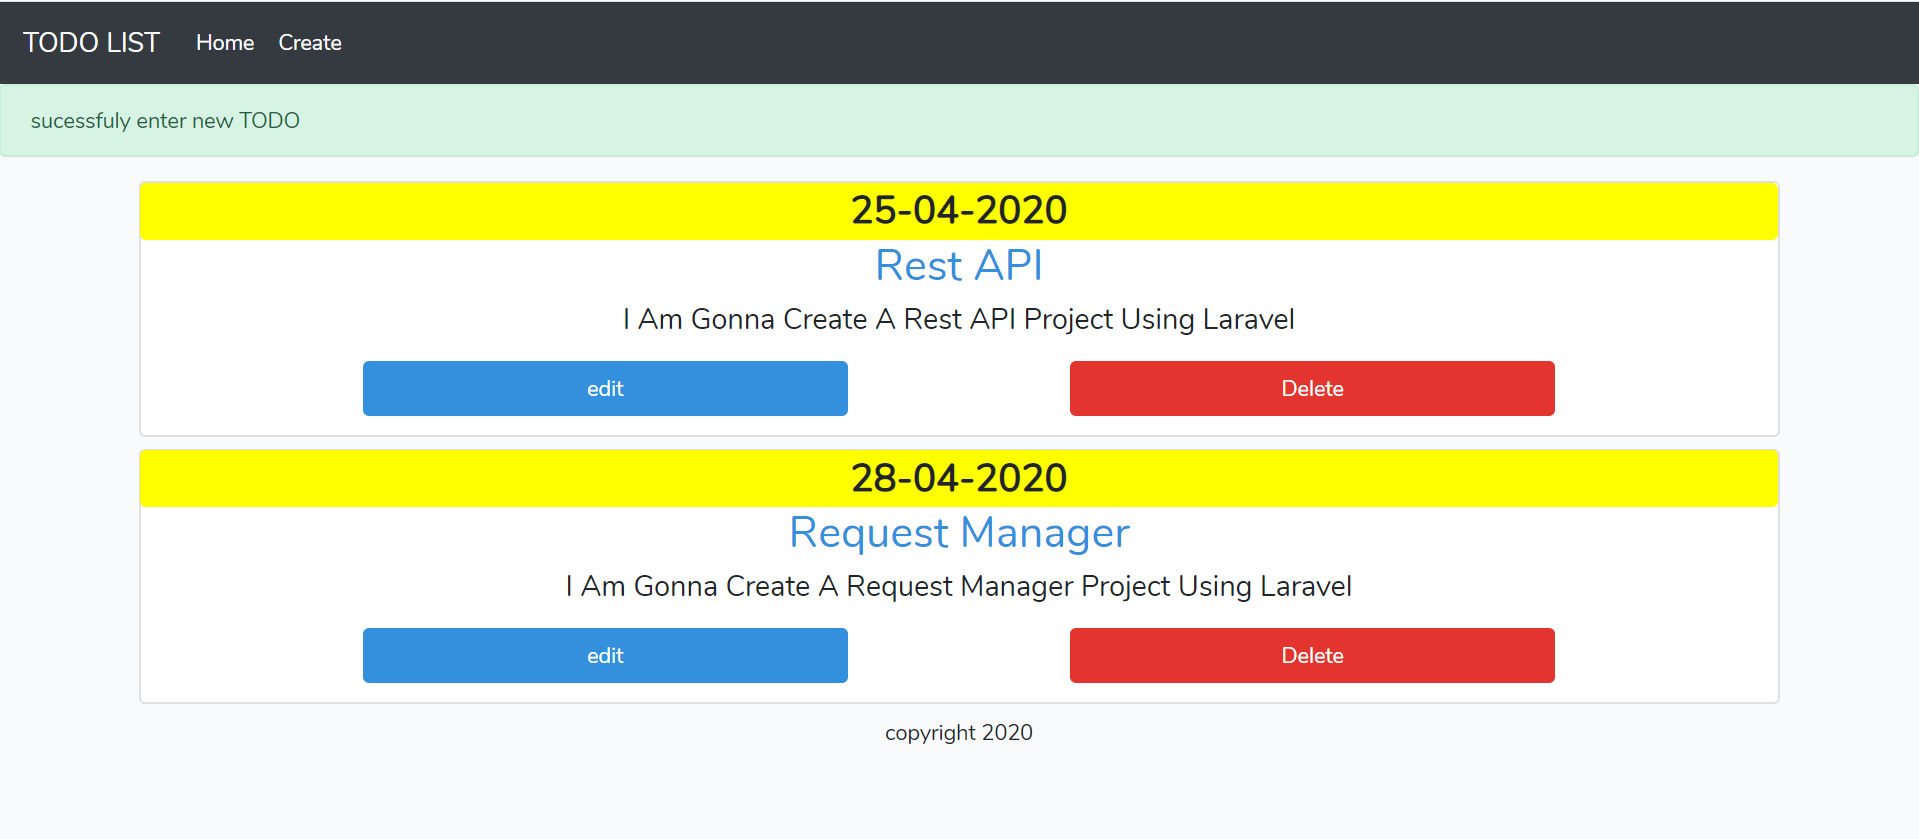 TODO LIST Home Create
sucessfuly enter new TODO
25-04-2020
Rest API
I Am Gonna Create A Rest API Project Using Laravel
edit Delete
28-04-2020
Request Manager
I Am Gonna Create A Request Manager Project Using Laravel
edit Delete
copyright 2020